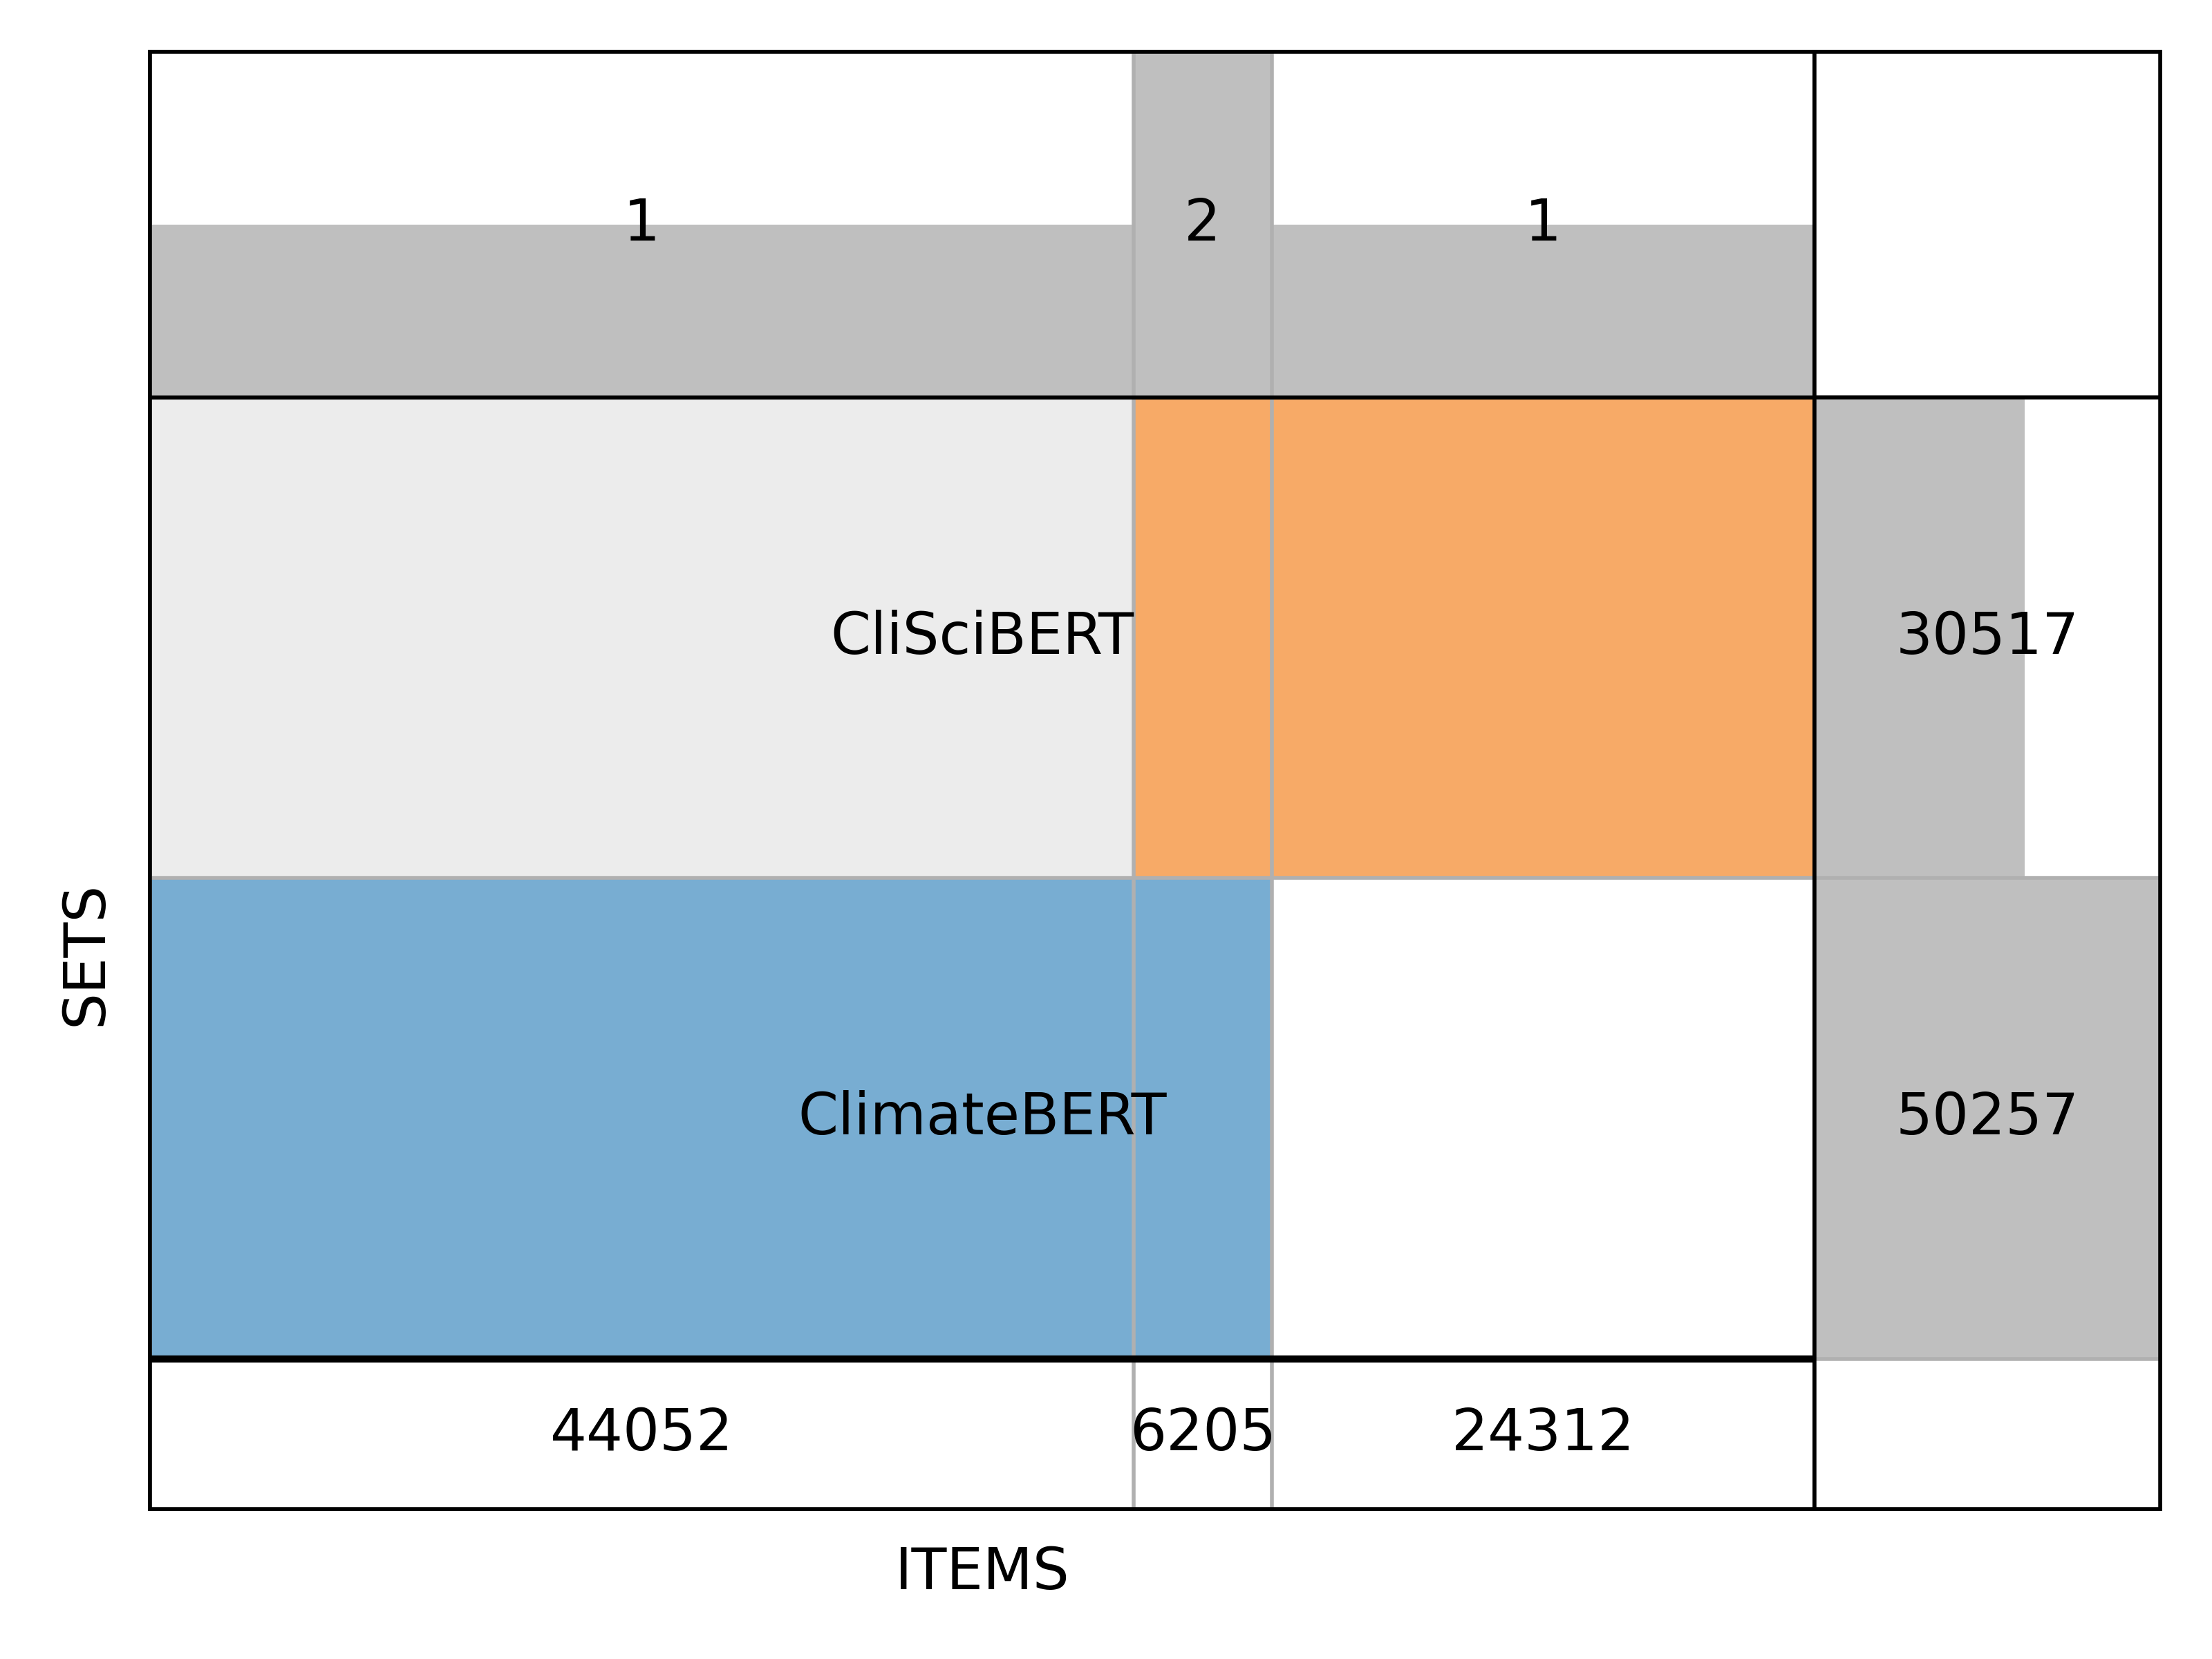 1 2 1
CliSciBERT 30517
SETS
ClimateBERT 50257
44052 6205 24312
ITEMS